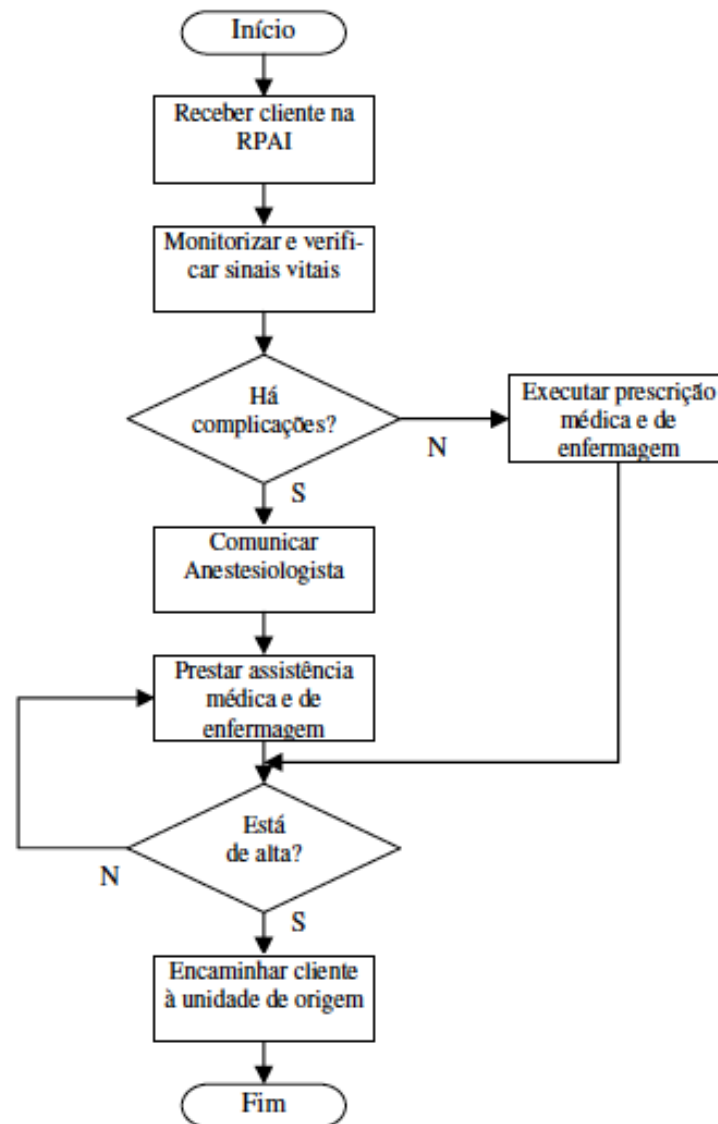 Início
Receber cliente na
RPAI
Monitorizar e verifi-
car sinais vitais
Há
complicações?
N
Executar prescrição
médica e de
enfermagem
S
Comunicar
Anestesiologista
Prestar assistência
médica e de
enfermagem
Está
de alta?
N
S
Encaminhar cliente
à unidade de origem
Fim